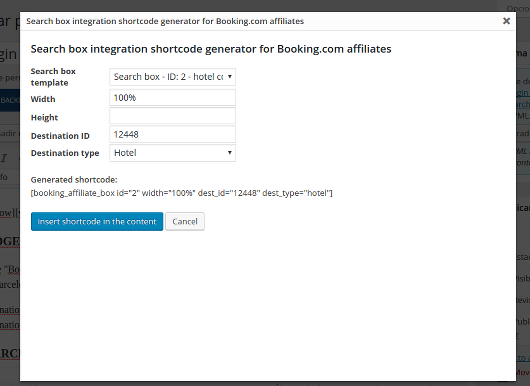 Search box integration shortcode generator for Booking.com affiliates
Search box integration shortcode generator for Booking.com affiliates
Search box template
Search box - ID: 2 - hotel
Width
100%
Height
Destination ID
12448
Destination type
Hotel
Generated shortcode:
[booking_affiliate_box id="2" width="100%" dest_id="12448" dest_type="hotel"]
Insert shortcode in the content
Cancel